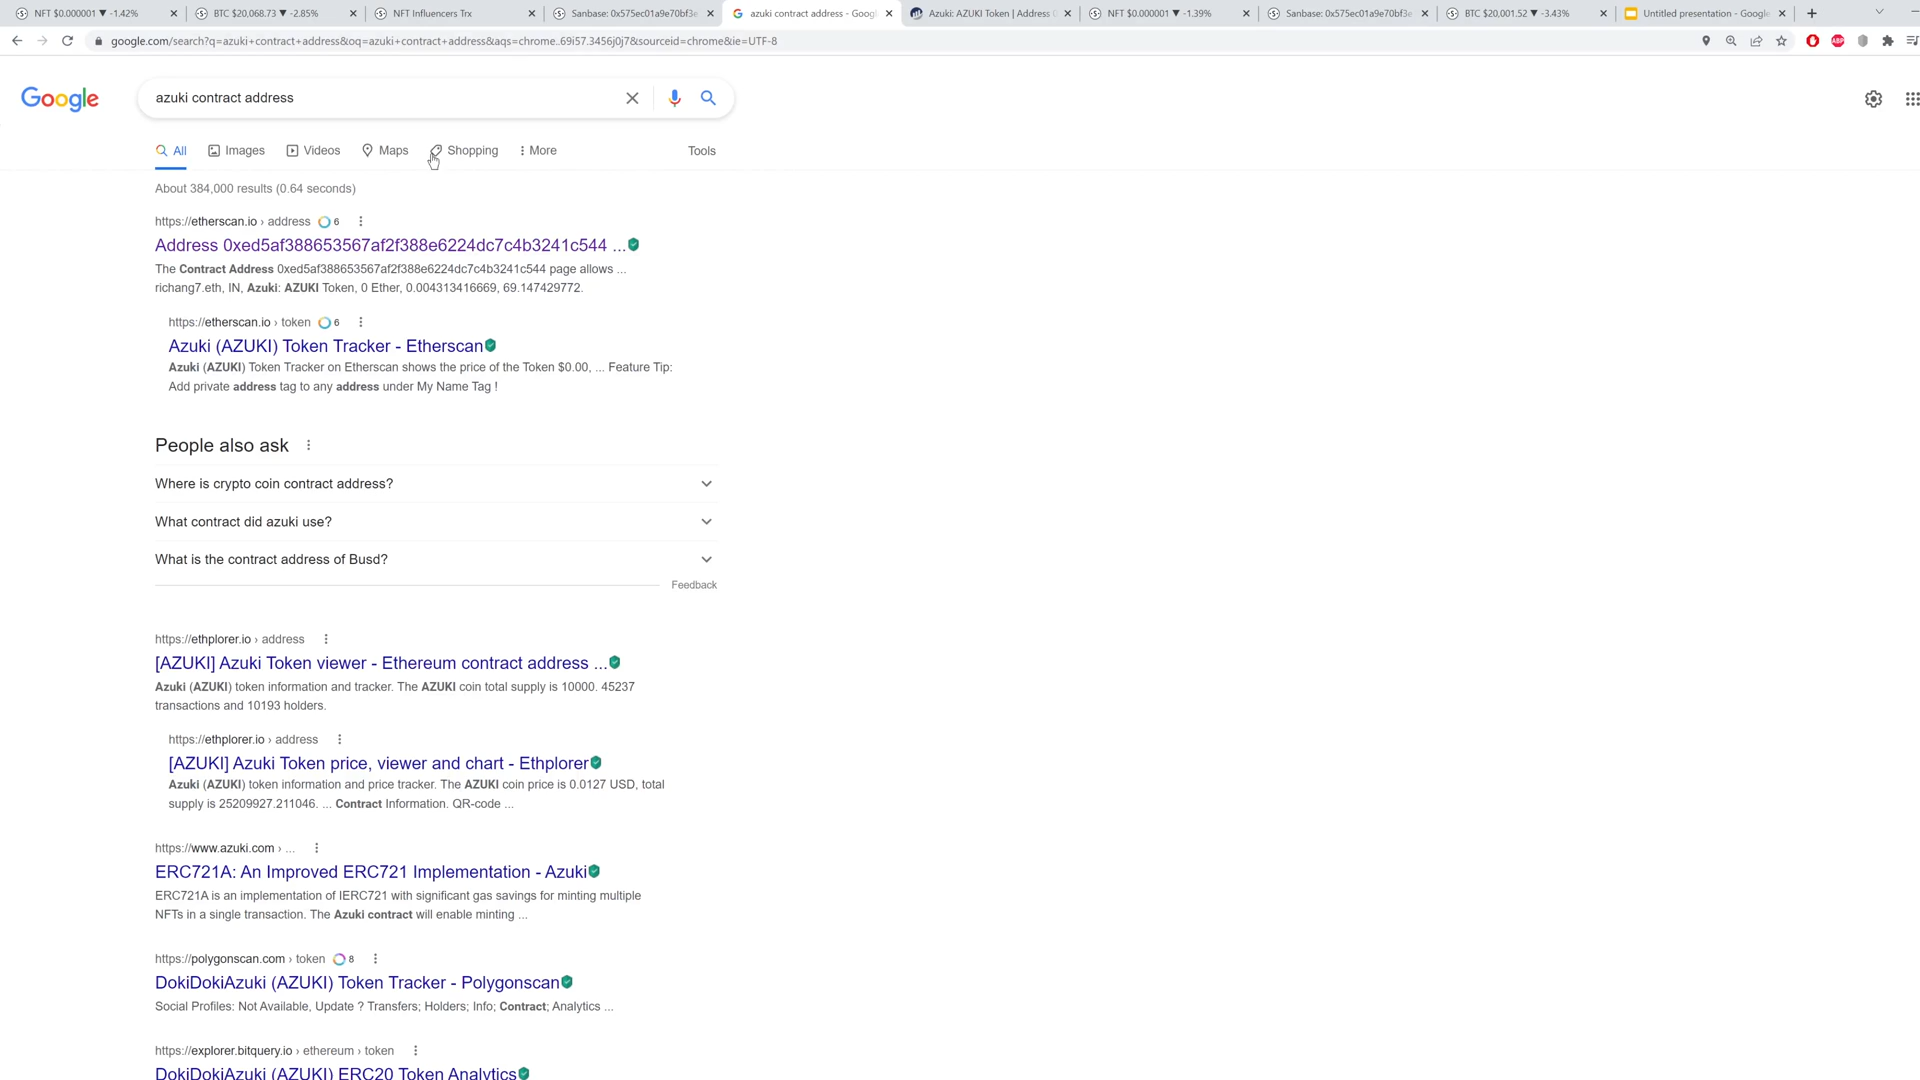 NFT $0.000001 ▼ -1.42%
BTC $20,068.73 ▼ -2.85%
NFT Influencers Trx
Sanbase: 0x575ec01a9e70bf3e
azuki contract address - Googl
Azuki: AZUKI Token | Address
NFT $0.000001 ▼ -1.39%
Sanbase: 0x575ec01a9e70bf3e
BTC $20,001.52 ▼ -3.43%
Untitled presentation - Google
google.com/search?q=azuki+contract+address&oq=azuki+contract+address&aqs=chrome..69i57.3456j0j7&sourceid=chrome&ie=UTF-8
ABP
Google
azuki contract address
All
Images
Videos
Maps
Shopping
More
Tools
About 384,000 results (0.64 seconds)
https://etherscan.io › address 6
Address 0xed5af388653567af2f388e6224dc7c4b3241c544 ...
The Contract Address 0xed5af388653567af2f388e6224dc7c4b3241c544 page allows ...
richang7.eth, IN, Azuki: AZUKI Token, 0 Ether, 0.004313416669, 69.147429772.
https://etherscan.io › token 6
Azuki (AZUKI) Token Tracker - Etherscan
Azuki (AZUKI) Token Tracker on Etherscan shows the price of the Token $0.00, ... Feature Tip:
Add private address tag to any address under My Name Tag !
People also ask
Where is crypto coin contract address?
What contract did azuki use?
What is the contract address of Busd?
Feedback
https://ethplorer.io › address
[AZUKI] Azuki Token viewer - Ethereum contract address ...
Azuki (AZUKI) token information and tracker. The AZUKI coin total supply is 10000. 45237
transactions and 10193 holders.
https://ethplorer.io › address
[AZUKI] Azuki Token price, viewer and chart - Ethplorer
Azuki (AZUKI) token information and price tracker. The AZUKI coin price is 0.0127 USD, total
supply is 25209927.211046. ... Contract Information. QR-code ...
https://www.azuki.com › ...
ERC721A: An Improved ERC721 Implementation - Azuki
ERC721A is an implementation of IERC721 with significant gas savings for minting multiple
NFTs in a single transaction. The Azuki contract will enable minting ...
https://polygonscan.com › token 8
DokiDokiAzuki (AZUKI) Token Tracker - Polygonscan
Social Profiles: Not Available, Update ? Transfers; Holders; Info; Contract; Analytics ...
https://explorer.bitquery.io › ethereum › token
DokiDokiAzuki (AZUKI) ERC20 Token Analytics